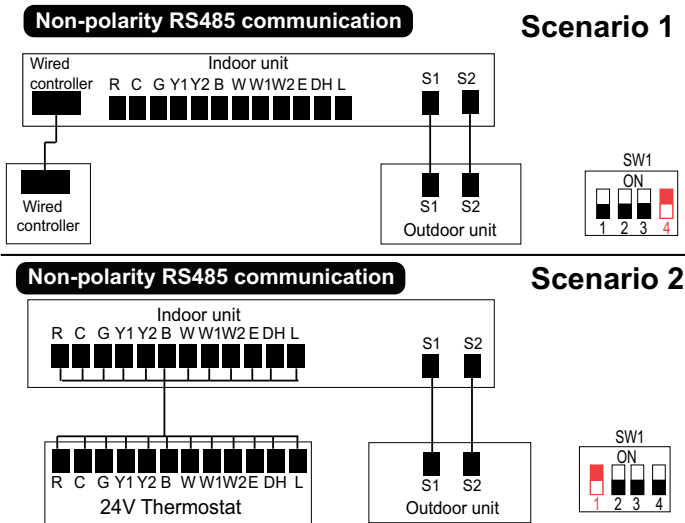 Non-polarity RS485 communication
Scenario 1
Wired
controller
Indoor unit
R C G Y1 Y2 B W W1 W2 E DH L
S1 S2
Wired
controller
S1 S2
Outdoor unit
SW1
ON
1 2 3 4
Non-polarity RS485 communication
Scenario 2
Indoor unit
R C G Y1 Y2 B W W1 W2 E DH L
S1 S2
R C G Y1 Y2 B W W1 W2 E DH L
24V Thermostat
S1 S2
Outdoor unit
SW1
ON
1 2 3 4